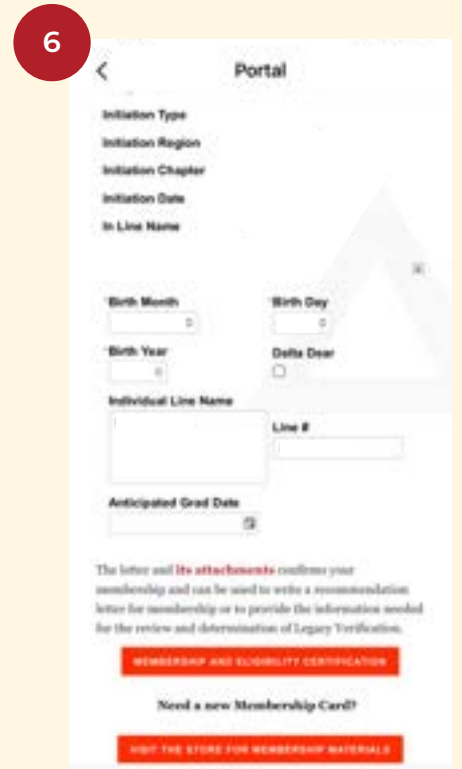 6
Portal
Initiation Type
Initiation Region
Initiation Chapter
Initiation Date
In Line Name
*Birth Month *Birth Day
*Birth Year Delta Dear
Individual Line Name
Line #
Anticipated Grad Date
The letter and its attachments confirms your
membership and can be used to write a recommendation
letter for membership or to provide the information needed
for the review and determination of Legacy Verification.
MEMBERSHIP AND ELIGIBILITY CERTIFICATION
Need a new Membership Card?
VISIT THE STORE FOR MEMBERSHIP MATERIALS